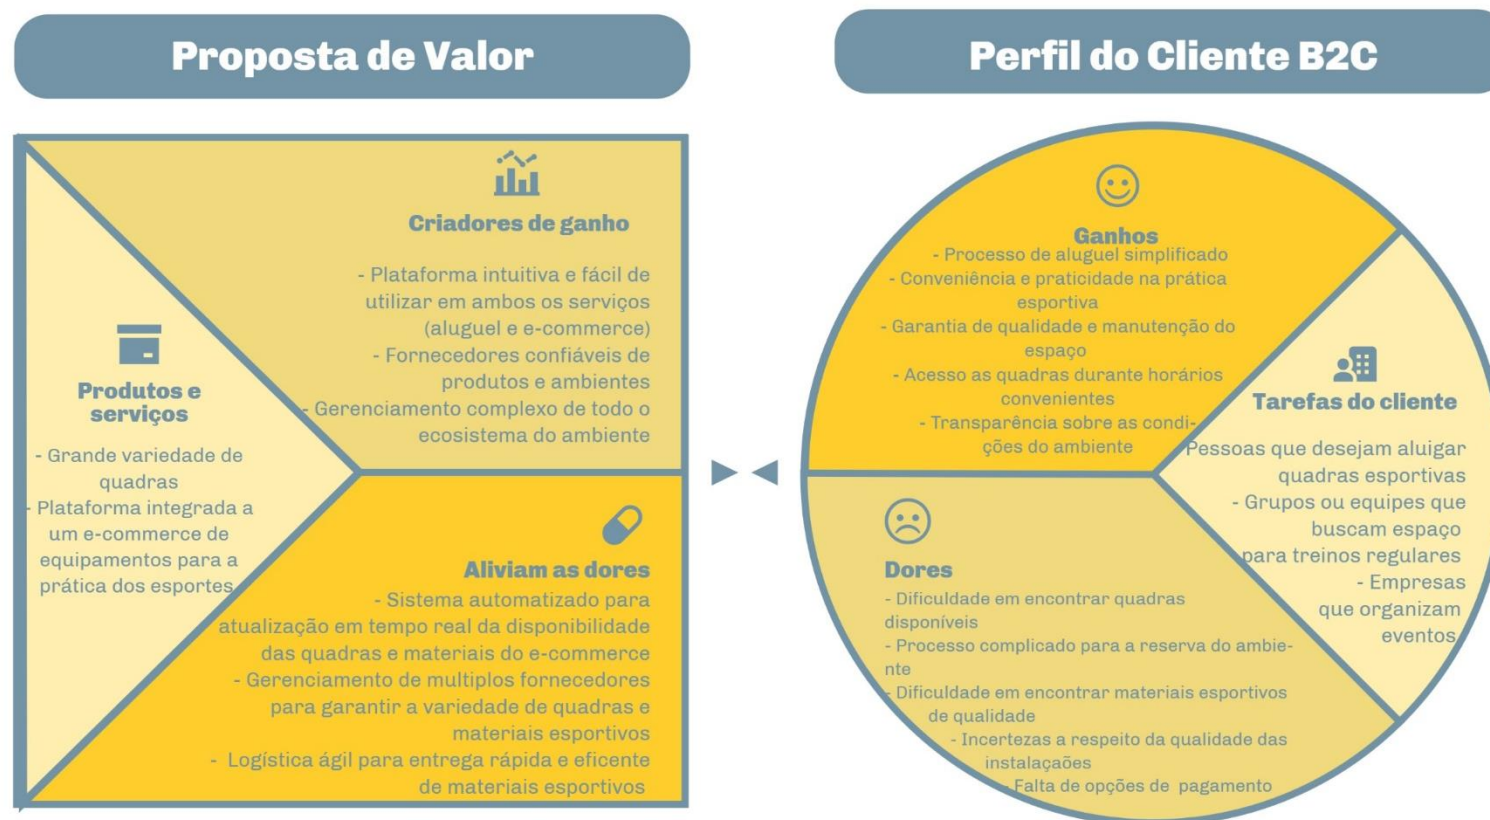 Proposta de Valor
Criadores de ganho
- Plataforma intuitiva e fácil de
utilizar em ambos os serviços
(aluguel e e-commerce)
- Fornecedores confiáveis de
produtos e ambientes
- Gerenciamento complexo de todo o
ecosistema do ambiente
Produtos e
serviços
- Grande variedade de
quadras
- Plataforma integrada a
um e-commerce de
equipamentos para a
prática dos esportes
Aliviam as dores
- Sistema automatizado para
atualização em tempo real da disponibilidade
das quadras e materiais do e-commerce
- Gerenciamento de multiplos fornecedores
para garantir a variedade de quadras e
materiais esportivos
- Logística ágil para entrega rápida e eficente
de materiais esportivos
Perfil do Cliente B2C
Ganhos
- Processo de aluguel simplificado
- Conveniência e praticidade na prática
esportiva
- Garantia de qualidade e manutenção do
espaço
- Acesso as quadras durante horários
convenientes
- Transparência sobre as condi-
ções do ambiente
Tarefas do cliente
Pessoas que desejam aluigar
quadras esportivas
- Grupos ou equipes que
buscam espaço
para treinos regulares
- Empresas
que organizam
eventos
Dores
- Dificuldade em encontrar quadras
disponíveis
- Processo complicado para a reserva do ambie-
nte
- Dificuldade em encontrar materiais esportivos
de qualidade
- Incertezas a respeito da qualidade das
instalaçaões
- Falta de opções de pagamento